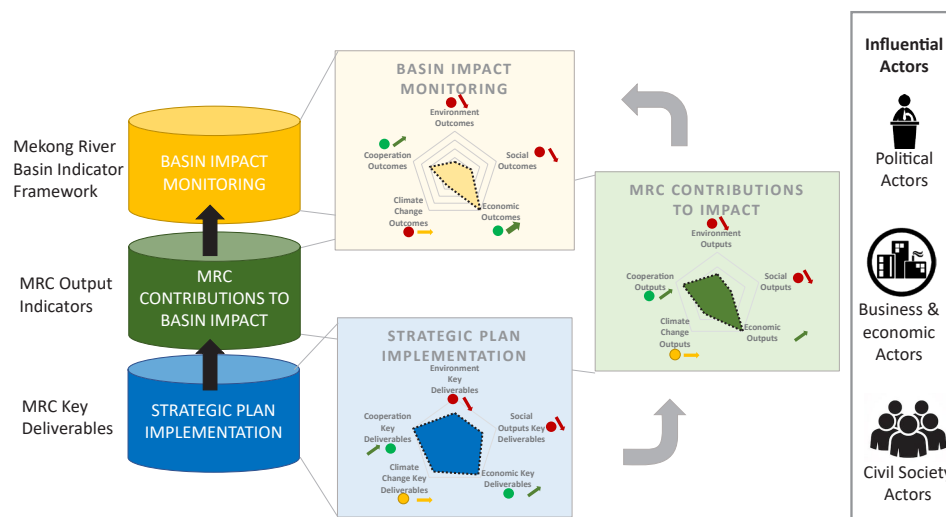 Mekong River
Basin Indicator
Framework
BASIN IMPACT
MONITORING
MRC Output
Indicators
MRC
CONTRIBUTIONS TO
BASIN IMPACT
MRC Key
Deliverables
STRATEGIC PLAN
IMPLEMENTATION
BASIN IMPACT
MONITORING
Environment
Outcomes
Cooperation
Outcomes
Social
Outcomes
Climate
Change
Outcomes
Economic
Outcomes
MRC CONTRIBUTIONS
TO IMPACT
Environment
Outputs
Cooperation
Outputs
Social
Outputs
Climate
Change
Outputs
Economic
Outputs
STRATEGIC PLAN
IMPLEMENTATION
Environment
Key
Deliverables
Cooperation
Key
Deliverables
Social
Outputs Key
Deliverables
Climate
Change Key
Deliverables
Economic Key
Deliverables
Influential
Actors
Political
Actors
Business &
economic
Actors
Civil Society
Actors